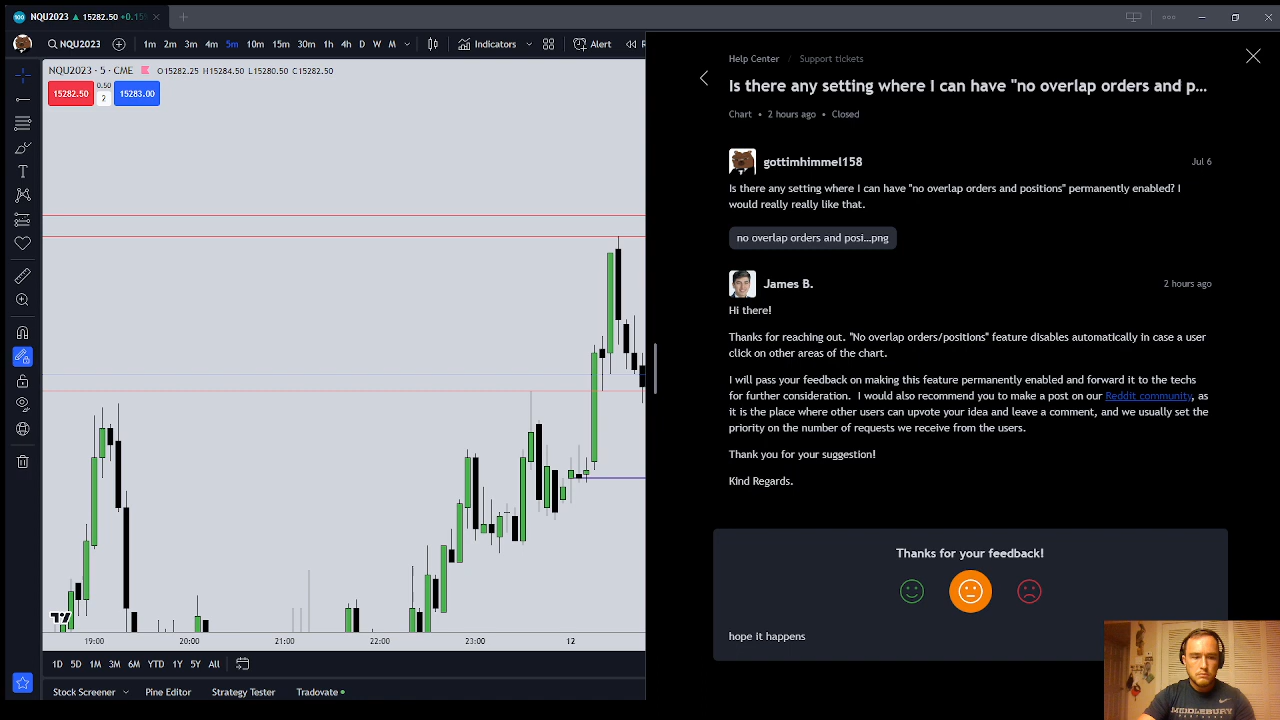 NQU2023 ▲ 15282.50 +0.15%
NQU2023 1m 2m 3m 4m 5m 10m 15m 30m 1h 4h D W M Indicators Alert
NQU2023 · 5 · CME O15282.25 H15284.50 L15280.50 C15282.50
15282.50 0.50 2 15283.00
19:00 20:00 21:00 22:00 23:00 12
1D 5D 1M 3M 6M YTD 1Y 5Y All
Stock Screener Pine Editor Strategy Tester Tradovate
Help Center / Support tickets
Is there any setting where I can have "no overlap orders and p...
Chart • 2 hours ago • Closed
gottimhimmel158 Jul 6
Is there any setting where I can have "no overlap orders and positions" permanently enabled? I
would really really like that.
no overlap orders and posi...png
James B. 2 hours ago
Hi there!
Thanks for reaching out. "No overlap orders/positions" feature disables automatically in case a user
click on other areas of the chart.
I will pass your feedback on making this feature permanently enabled and forward it to the techs
for further consideration. I would also recommend you to make a post on our Reddit community, as
it is the place where other users can upvote your idea and leave a comment, and we usually set the
priority on the number of requests we receive from the users.
Thank you for your suggestion!
Kind Regards.
Thanks for your feedback!
hope it happens
MIDDLEBURY